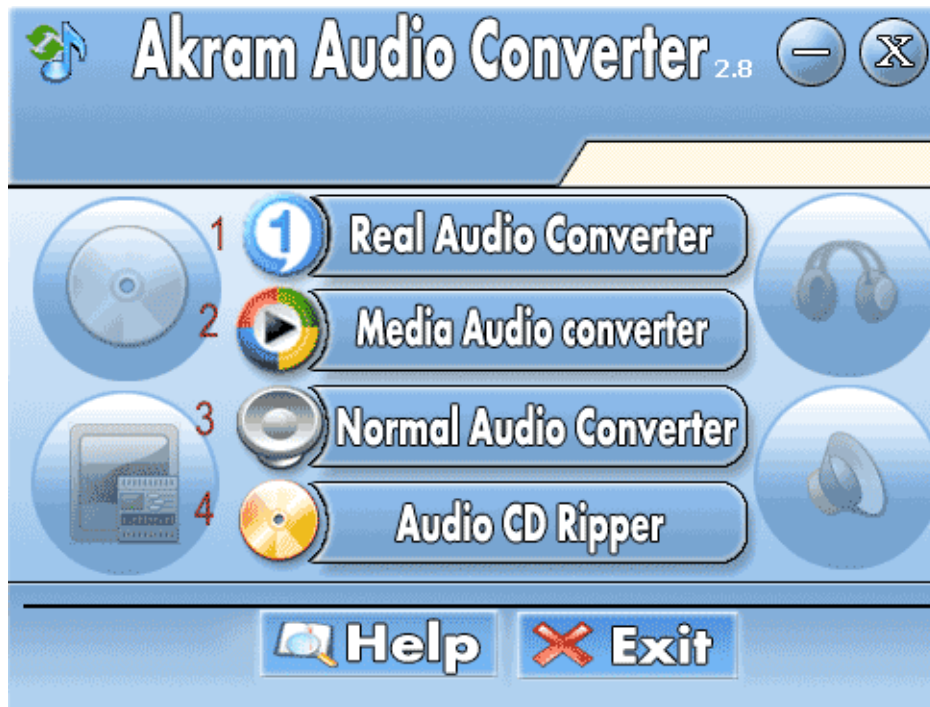 Akram Audio Converter 2.8 X
1 1 Real Audio Converter
2 Media Audio converter
3 Normal Audio Converter
4 Audio CD Ripper
Help Exit